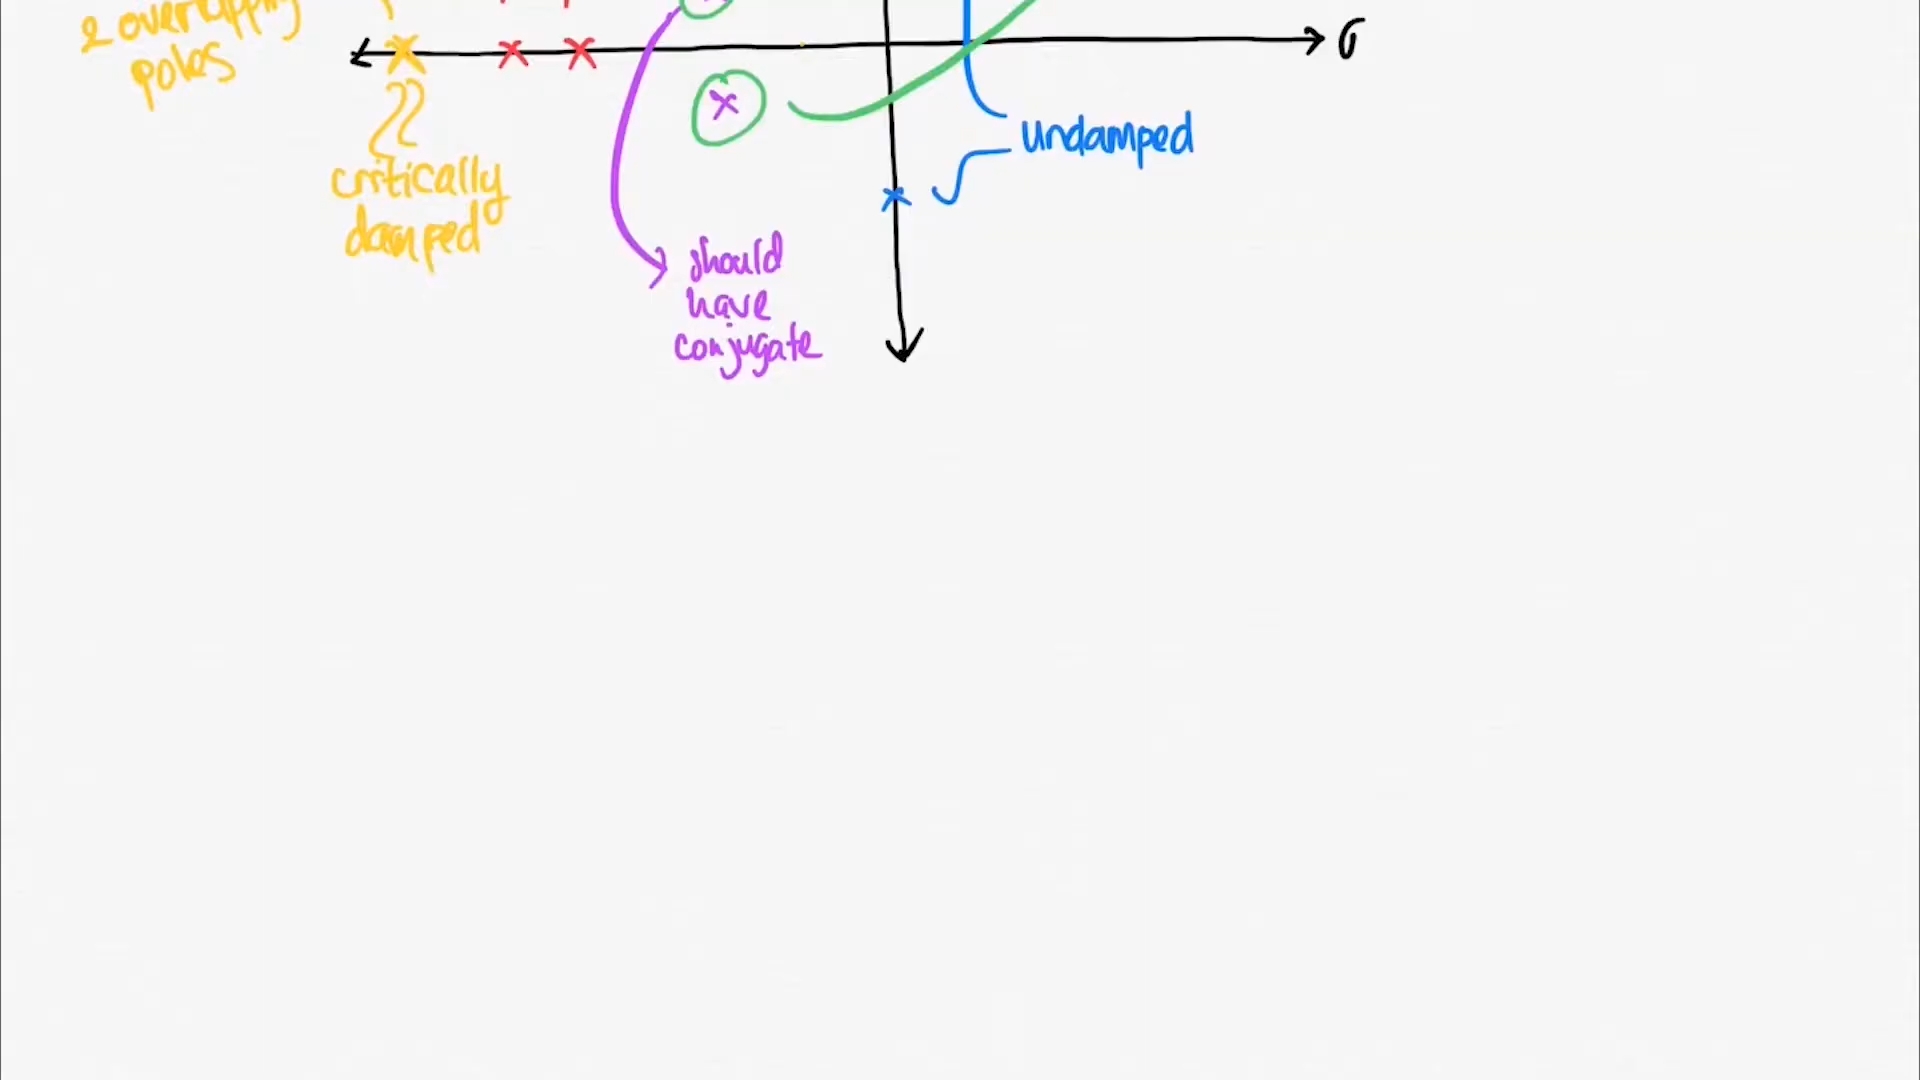 2 overlapping
poles
σ
undamped
critically
damped
should
have
conjugate